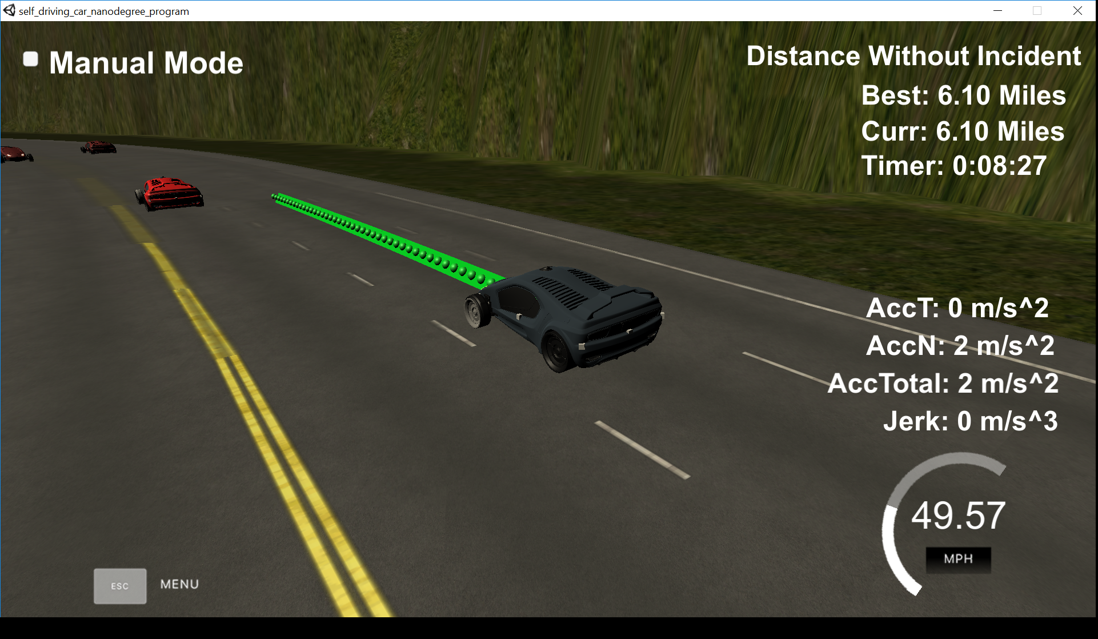 self_driving_car_nanodegree_program
Manual Mode
Distance Without Incident
Best: 6.10 Miles
Curr: 6.10 Miles
Timer: 0:08:27
AccT: 0 m/s^2
AccN: 2 m/s^2
AccTotal: 2 m/s^2
Jerk: 0 m/s^3
49.57
MPH
ESC MENU